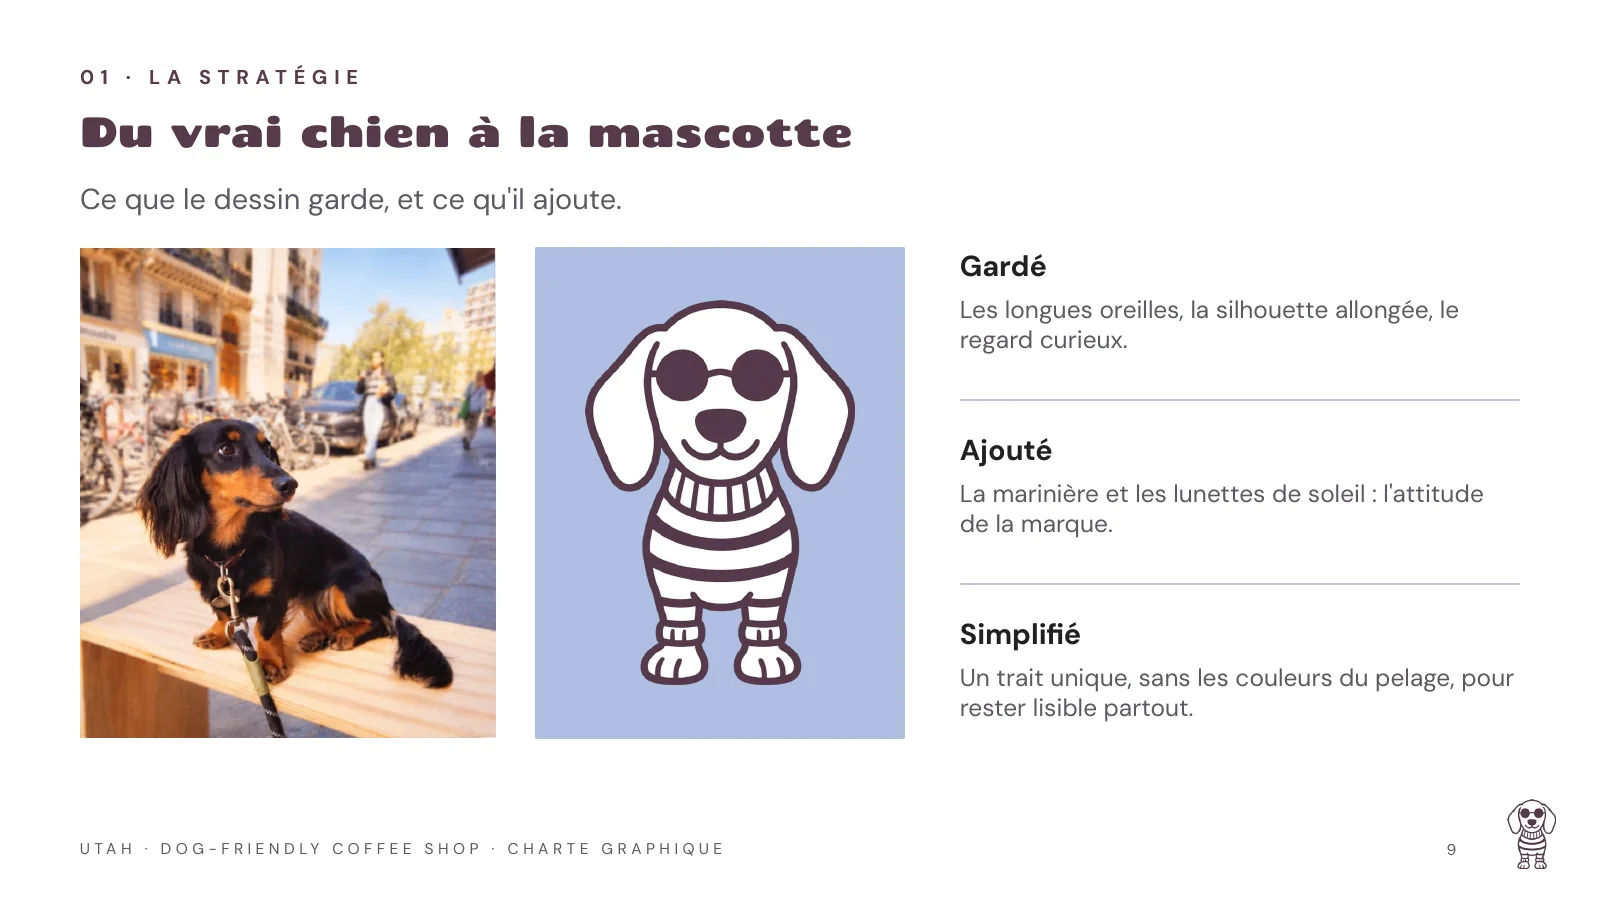 01 · LA STRATÉGIE
Du vrai chien à la mascotte
Ce que le dessin garde, et ce qu'il ajoute.
Gardé
Les longues oreilles, la silhouette allongée, le
regard curieux.
Ajouté
La marinière et les lunettes de soleil : l'attitude
de la marque.
Simplifié
Un trait unique, sans les couleurs du pelage, pour
rester lisible partout.
UTAH · DOG-FRIENDLY COFFEE SHOP · CHARTE GRAPHIQUE
9